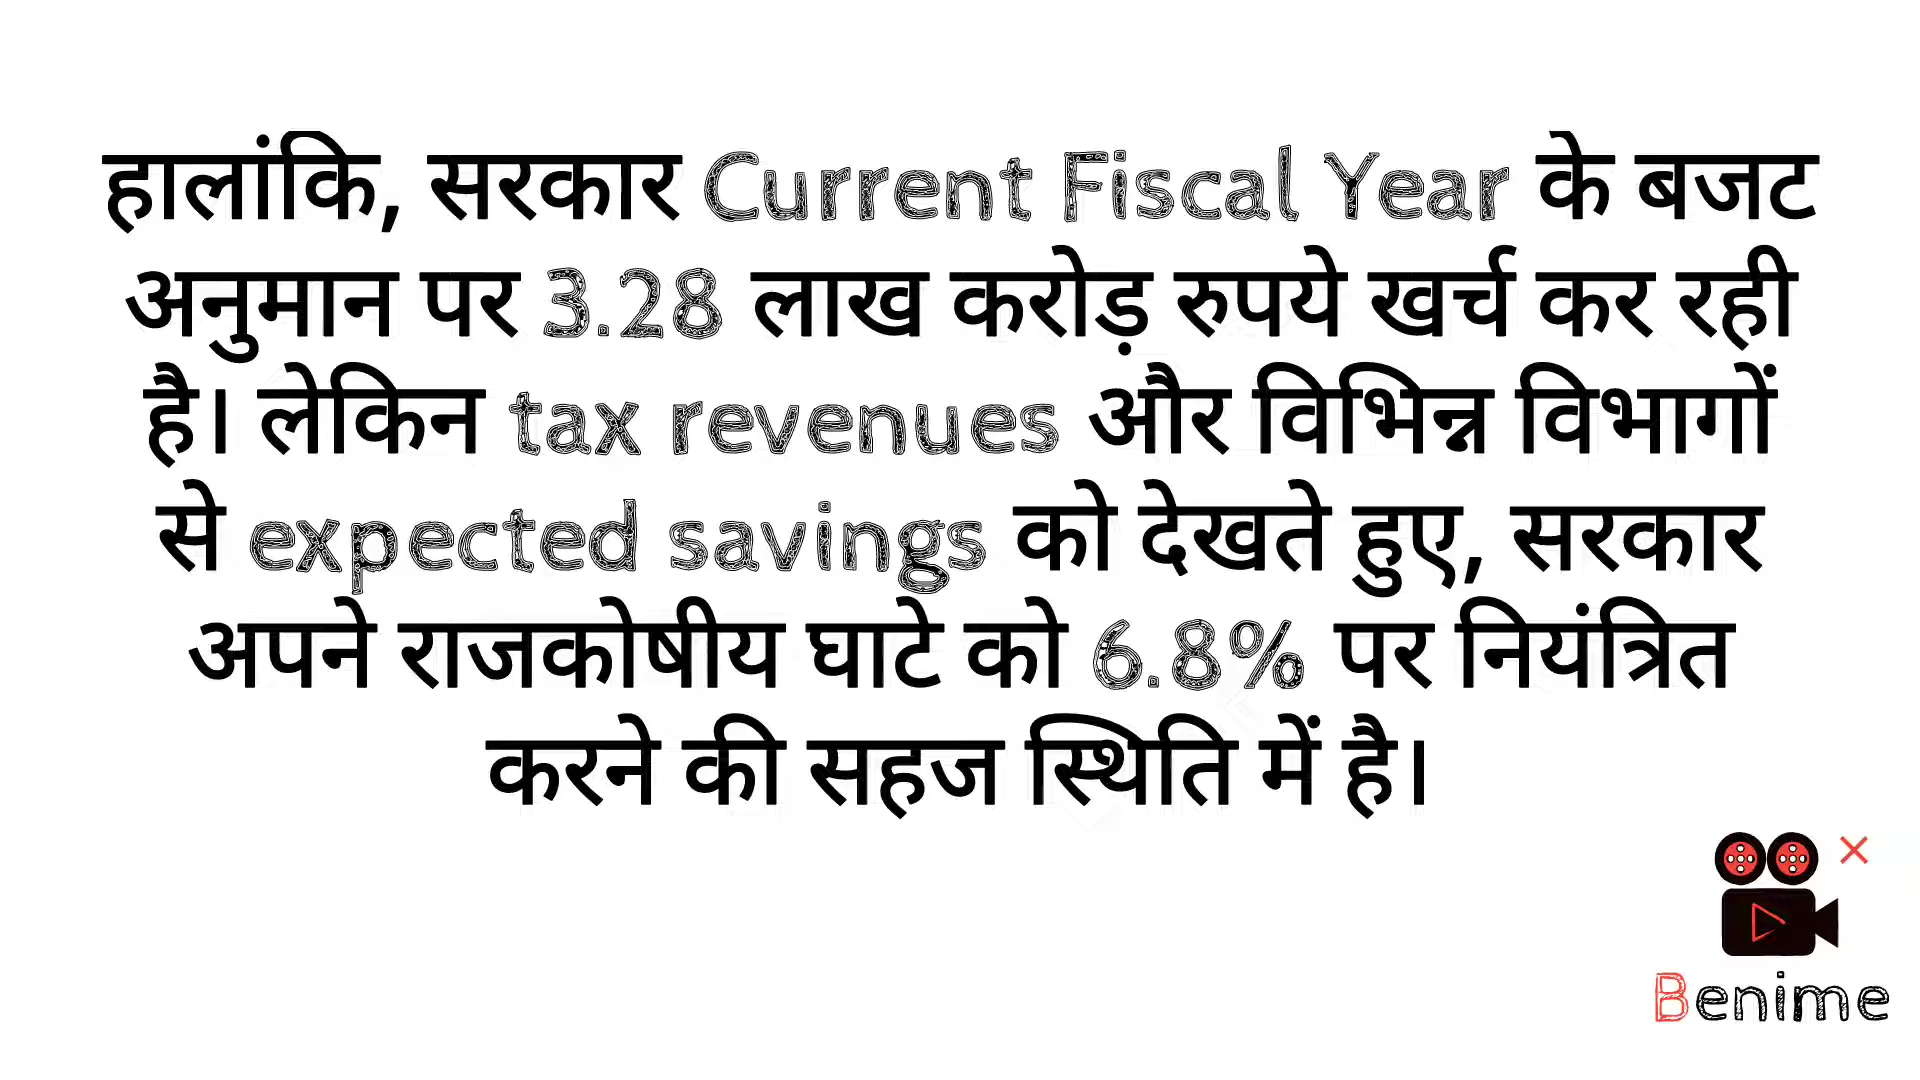 हालांकि, सरकार Current Fiscal Year के बजट
अनुमान पर 3.28 लाख करोड़ रुपये खर्च कर रही
है। लेकिन tax revenues और विभिन्न विभागों
से expected savings को देखते हुए, सरकार
अपने राजकोषीय घाटे को 6.8% पर नियंत्रित
करने की सहज स्थिति में है।
Benime